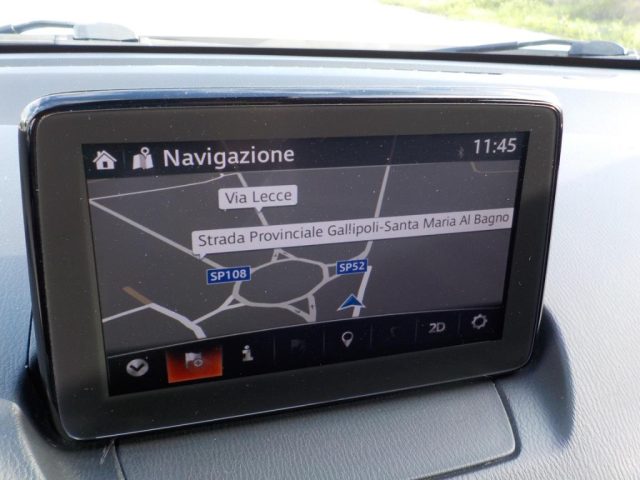 Navigazione
11:45
Via Lecce
Strada Provinciale Gallipoli-Santa Maria Al Bagno
SP108
SP52
2D